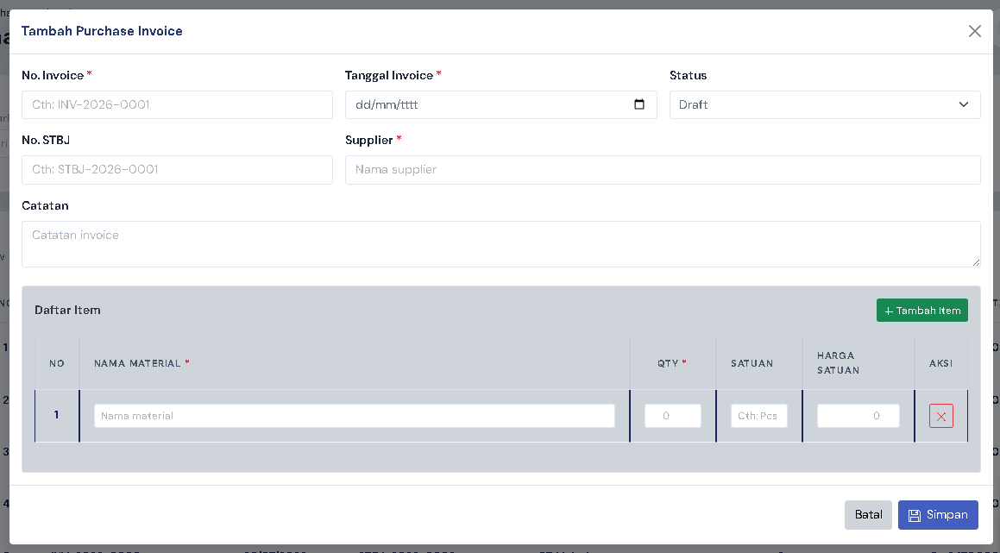 Tambah Purchase Invoice
No. Invoice * Tanggal Invoice * Status
Cth: INV-2026-0001 dd/mm/tttt Draft
No. STBJ Supplier *
Cth: STBJ-2026-0001 Nama supplier
Catatan
Catatan invoice
Daftar Item + Tambah Item
NO NAMA MATERIAL * QTY * SATUAN HARGA SATUAN AKSI
1 Nama material 0 Cth: Pcs 0
Batal Simpan